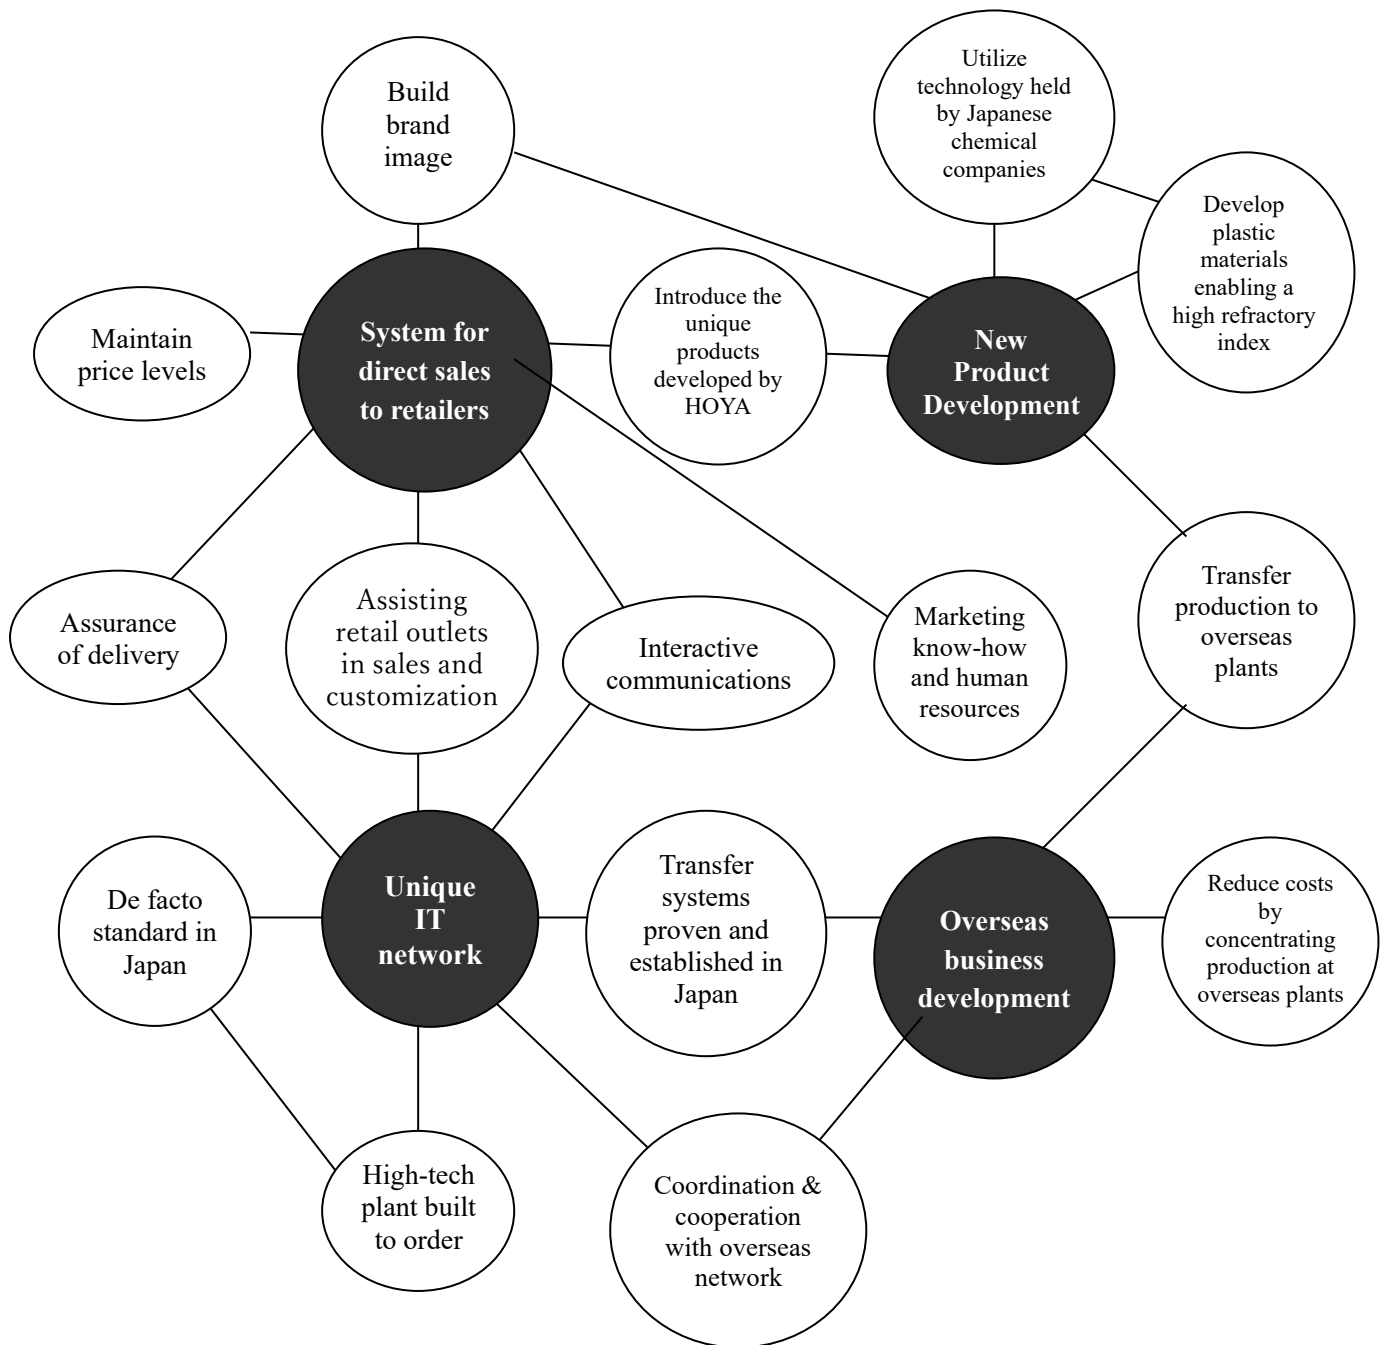 Build
brand
image
Utilize
technology held
by Japanese
chemical
companies
Develop
plastic
materials
enabling a
high refractory
index
Maintain
price levels
System for
direct sales
to retailers
Introduce the
unique
products
developed by
HOYA
New
Product
Development
Assurance
of delivery
Assisting
retail outlets
in sales and
customization
Interactive
communications
Marketing
know-how
and human
resources
Transfer
production to
overseas
plants
De facto
standard in
Japan
Unique
IT
network
Transfer
systems
proven and
established in
Japan
Overseas
business
development
Reduce costs
by
concentrating
production at
overseas plants
High-tech
plant built
to order
Coordination &
cooperation
with overseas
network